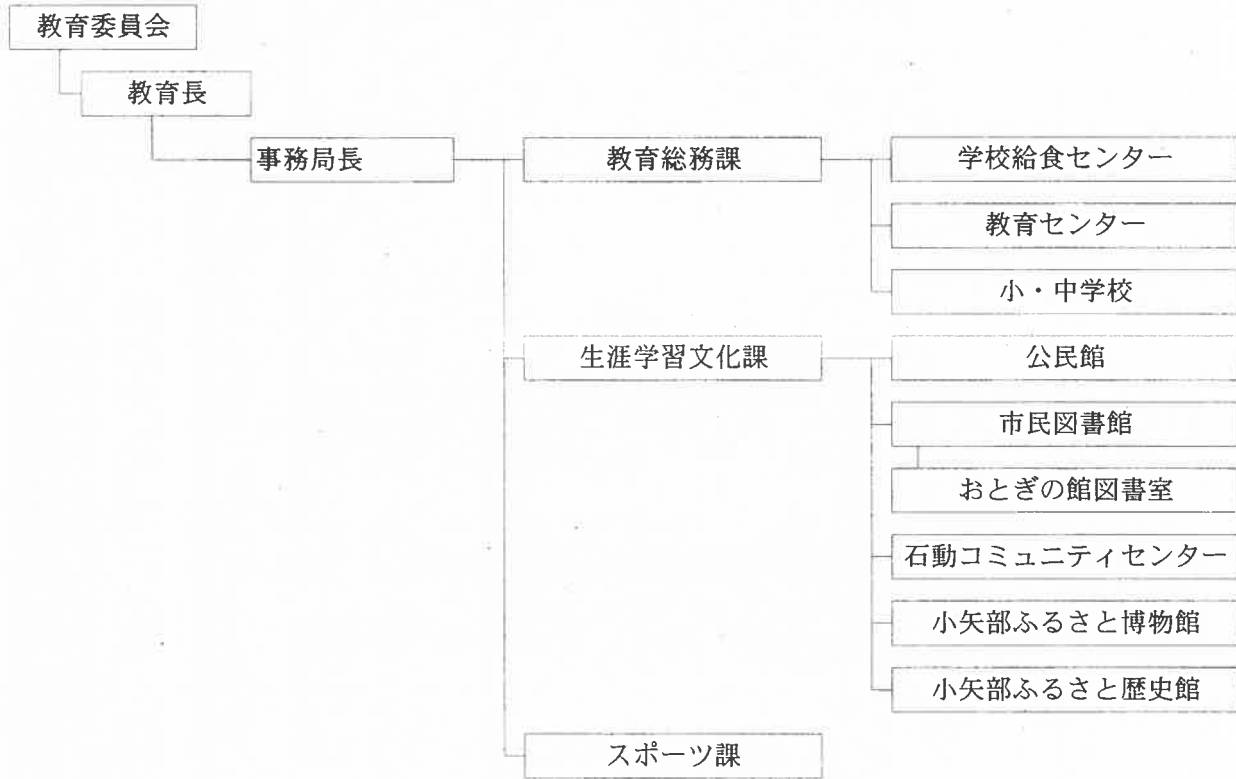 教育委員会
教育長
事務局長
教育総務課
学校給食センター
教育センター
小・中学校
生涯学習文化課
公民館
市民図書館
おとぎの館図書室
石動コミュニティセンター
小矢部ふるさと博物館
小矢部ふるさと歴史館
スポーツ課